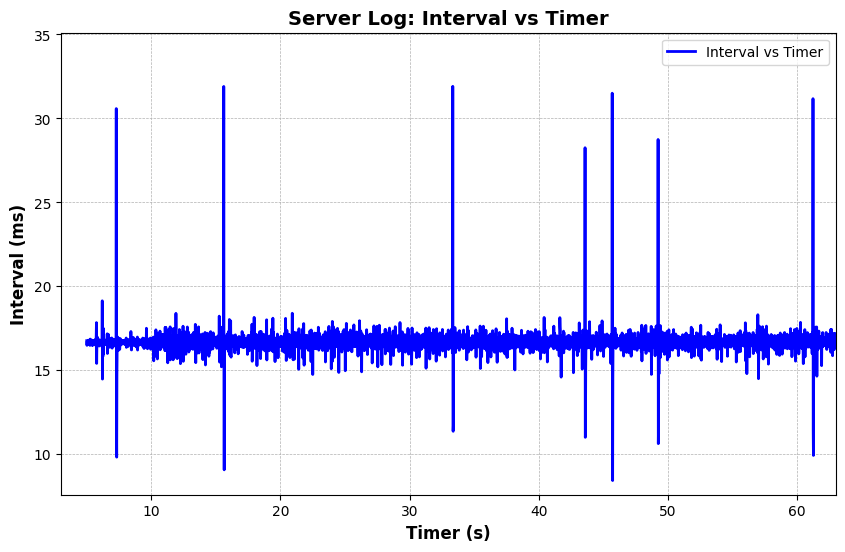 Server Log: Interval vs Timer
Interval vs Timer
35
30
25
20
15
10
Interval (ms)
10 20 30 40 50 60
Timer (s)